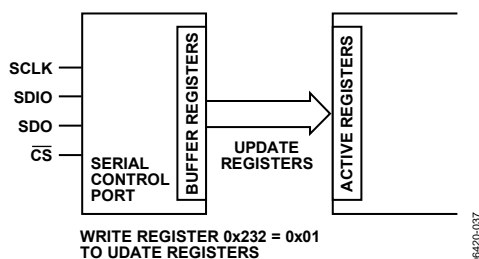 SCLK
SDIO
SDO
CS
SERIAL
CONTROL
PORT
BUFFER REGISTERS
UPDATE
REGISTERS
ACTIVE REGISTERS
WRITE REGISTER 0x232 = 0x01
TO UDATE REGISTERS
6420-037